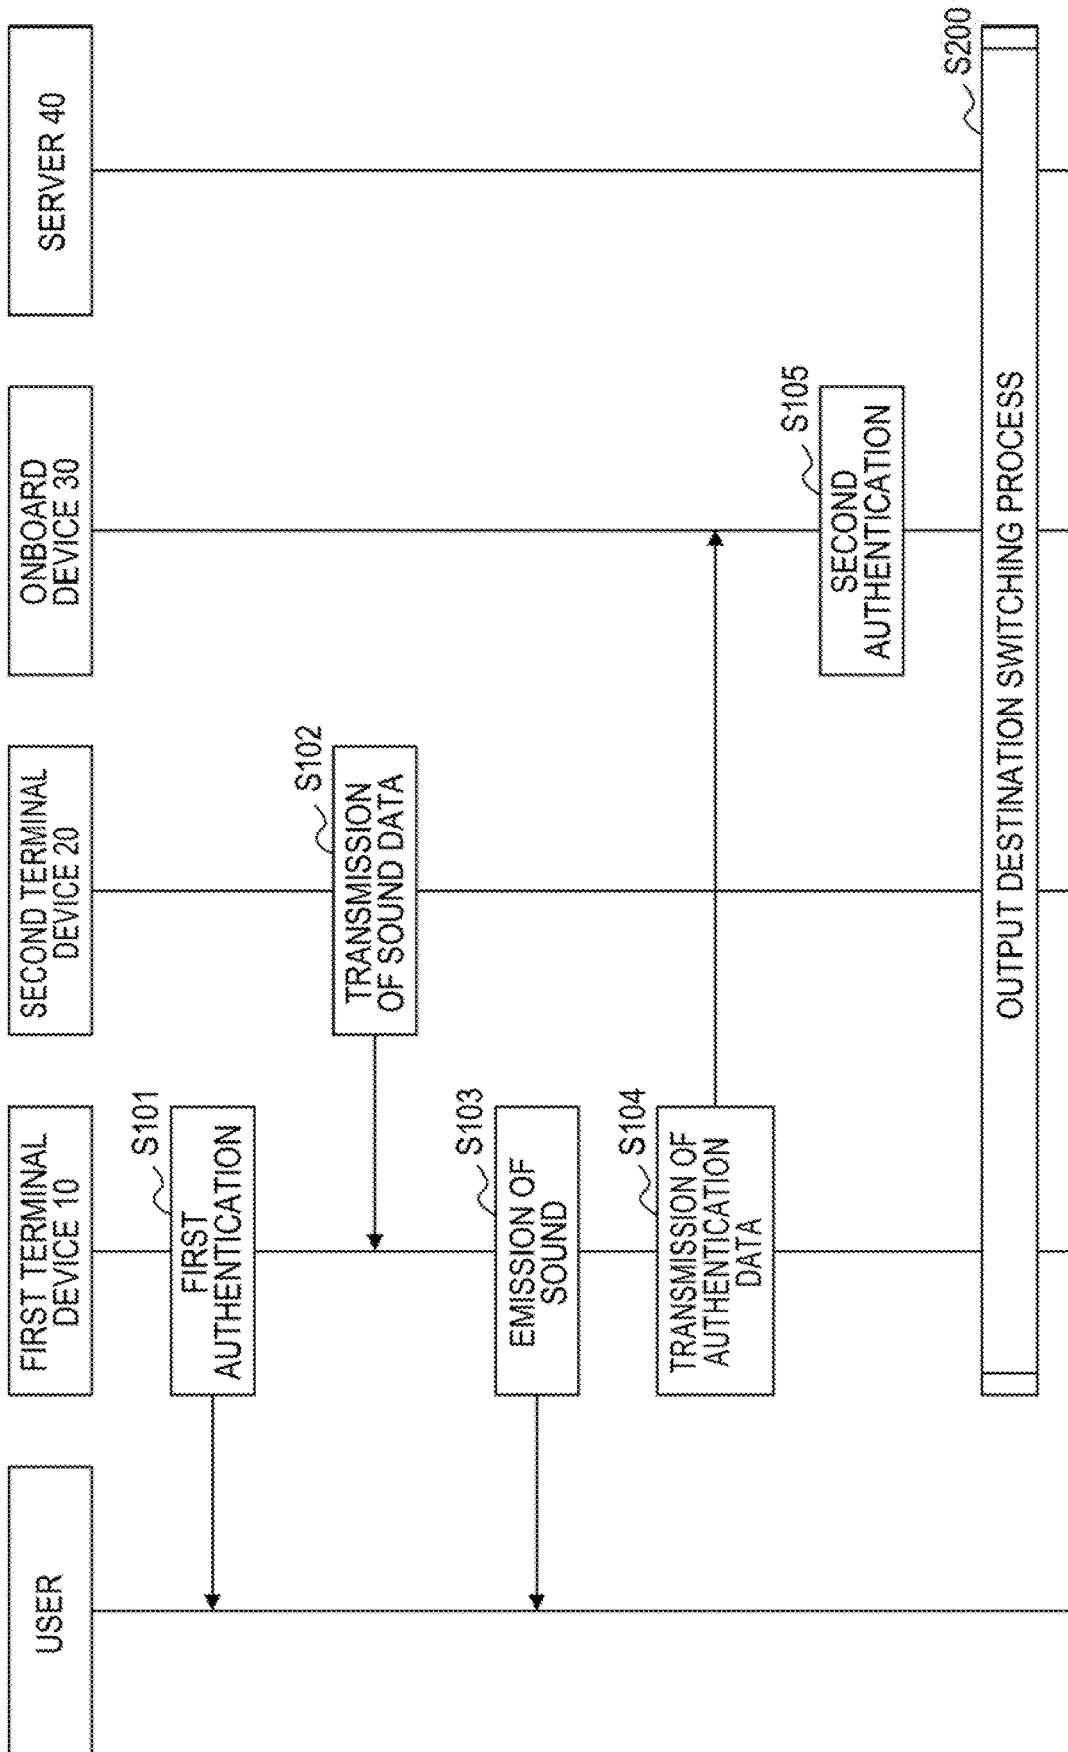 USER
FIRST TERMINAL
DEVICE 10
SECOND TERMINAL
DEVICE 20
ONBOARD
DEVICE 30
SERVER 40
S101
FIRST
AUTHENTICATION
S102
TRANSMISSION
OF SOUND DATA
S103
EMISSION OF
SOUND
S104
TRANSMISSION OF
AUTHENTICATION
DATA
S105
SECOND
AUTHENTICATION
S200
OUTPUT DESTINATION SWITCHING PROCESS